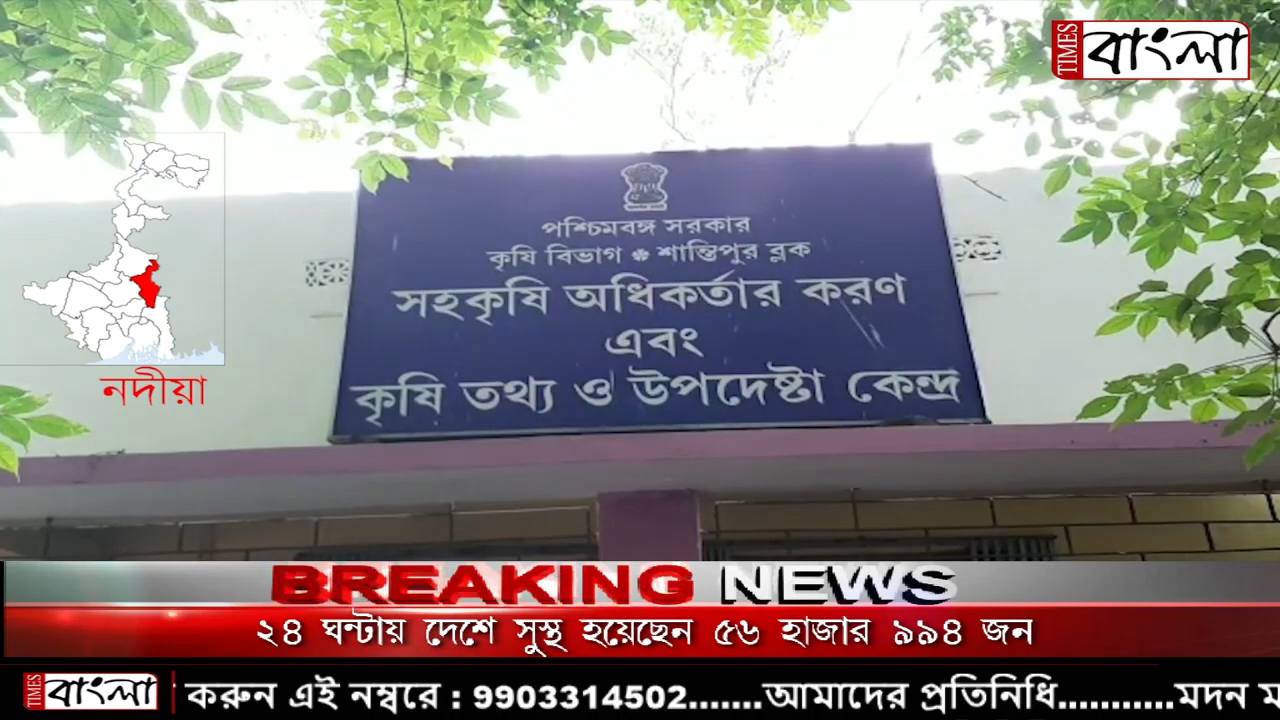 TIMES বাংলা
পশ্চিমবঙ্গ সরকার
কৃষি বিভাগ ❋ শান্তিপুর ব্লক
সহকৃষি অধিকর্তার করণ
এবং
কৃষি তথ্য ও উপদেষ্টা কেন্দ্র
নদীয়া
BREAKING NEWS
২৪ ঘন্টায় দেশে সুস্থ হয়েছেন ৫৬ হাজার ৯৯৪ জন
TIMES বাংলা করুন এই নম্বরে : 9903314502.......আমাদের প্রতিনিধি...........মদন